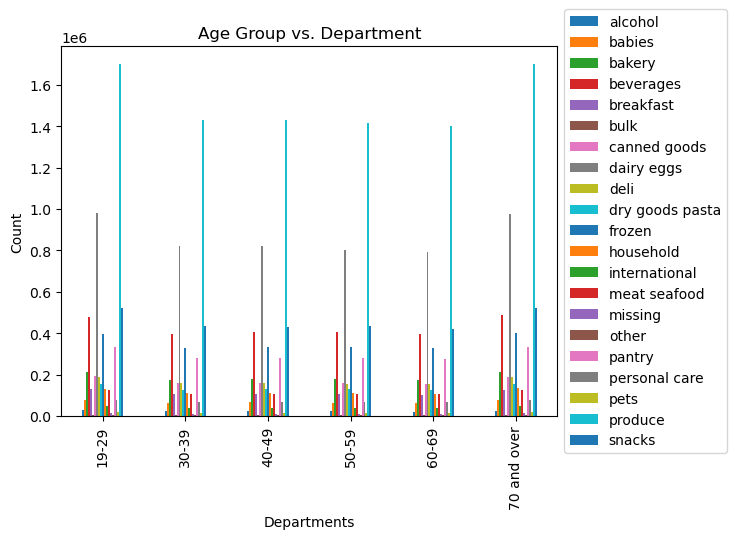 Age Group vs. Department
1e6
1.6
1.4
1.2
1.0
0.8
0.6
0.4
0.2
0.0
Count
19-29
30-39
40-49
50-59
60-69
70 and over
Departments
alcohol
babies
bakery
beverages
breakfast
bulk
canned goods
dairy eggs
deli
dry goods pasta
frozen
household
international
meat seafood
missing
other
pantry
personal care
pets
produce
snacks